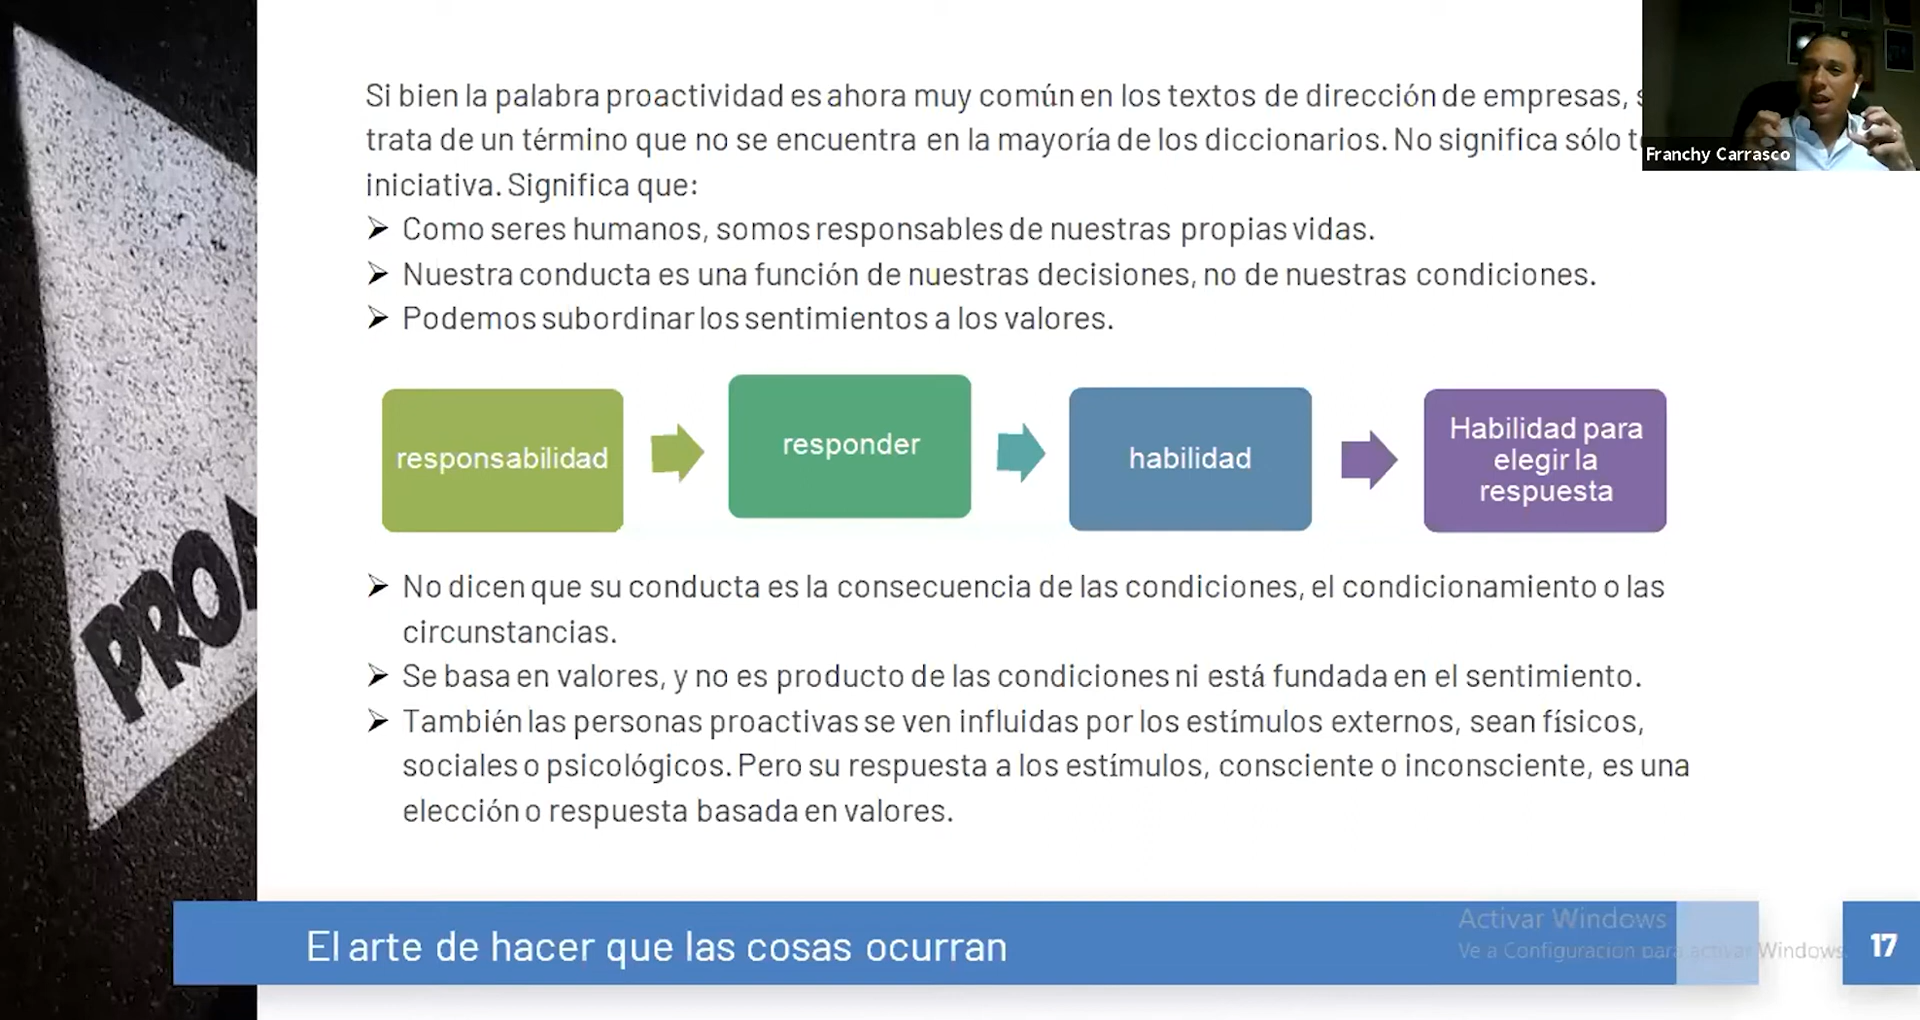 Si bien la palabra proactividad es ahora muy común en los textos de dirección de empresas,
trata de un término que no se encuentra en la mayoría de los diccionarios. No significa sólo
iniciativa. Significa que:
➢ Como seres humanos, somos responsables de nuestras propias vidas.
➢ Nuestra conducta es una función de nuestras decisiones, no de nuestras condiciones.
➢ Podemos subordinar los sentimientos a los valores.
responsabilidad
responder
habilidad
Habilidad para
elegir la
respuesta
➢ No dicen que su conducta es la consecuencia de las condiciones, el condicionamiento o las
circunstancias.
➢ Se basa en valores, y no es producto de las condiciones ni está fundada en el sentimiento.
➢ También las personas proactivas se ven influidas por los estímulos externos, sean físicos,
sociales o psicológicos. Pero su respuesta a los estímulos, consciente o inconsciente, es una
elección o respuesta basada en valores.
El arte de hacer que las cosas ocurran
17
Activar Windows
Ve a Configuración para activar Windows
Franchy Carrasco
PROA